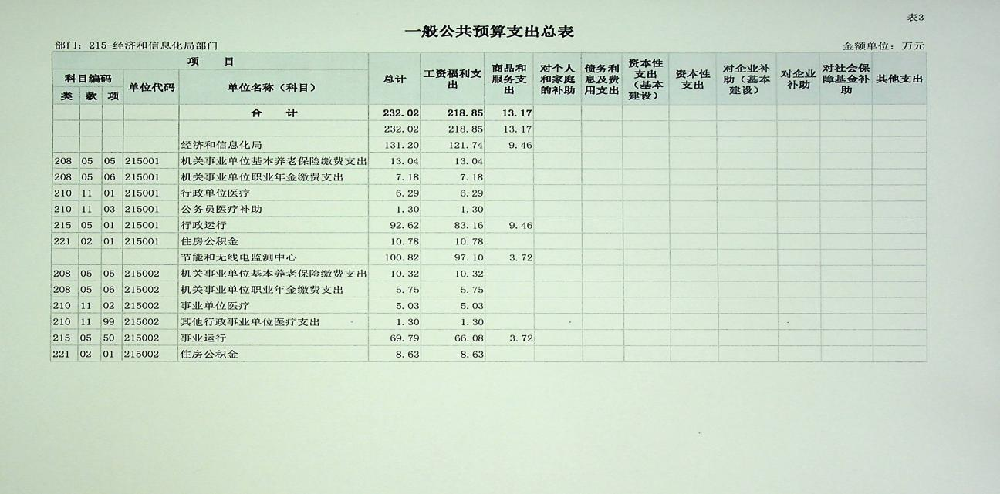 表3
一般公共预算支出总表
部门：215-经济和信息化局部门 金额单位：万元
项 目 总计 工资福利支出 商品和服务支出 对个人和家庭的补助 债务利息及费用支出 资本性支出（基本建设） 资本性支出 对企业补助（基本建设） 对企业补助 对社会保障基金补助 其他支出
科目编码 单位代码 单位名称（科目）
类 款 项
合 计 232.02 218.85 13.17
232.02 218.85 13.17
经济和信息化局 131.20 121.74 9.46
208 05 05 215001 机关事业单位基本养老保险缴费支出 13.04 13.04
208 05 06 215001 机关事业单位职业年金缴费支出 7.18 7.18
210 11 01 215001 行政单位医疗 6.29 6.29
210 11 03 215001 公务员医疗补助 1.30 1.30
215 05 01 215001 行政运行 92.62 83.16 9.46
221 02 01 215001 住房公积金 10.78 10.78
节能和无线电监测中心 100.82 97.10 3.72
208 05 05 215002 机关事业单位基本养老保险缴费支出 10.32 10.32
208 05 06 215002 机关事业单位职业年金缴费支出 5.75 5.75
210 11 02 215002 事业单位医疗 5.03 5.03
210 11 99 215002 其他行政事业单位医疗支出 1.30 1.30
215 05 50 215002 事业运行 69.79 66.08 3.72
221 02 01 215002 住房公积金 8.63 8.63